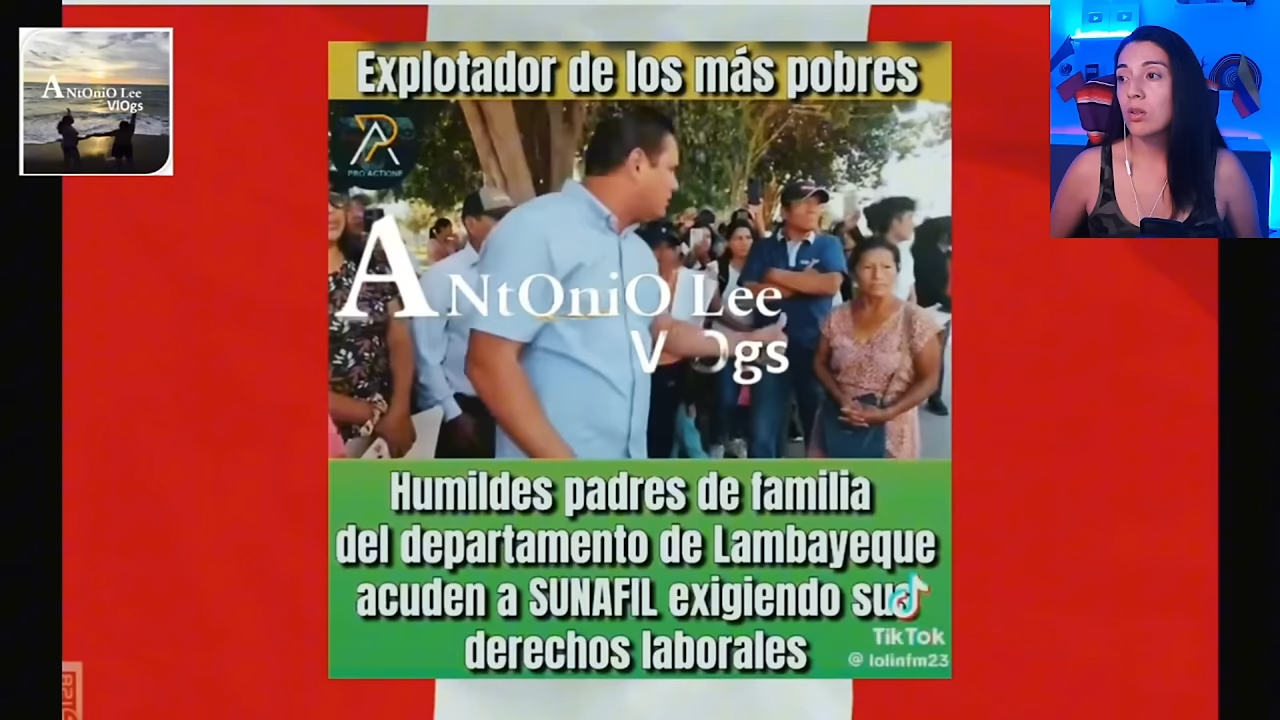 Explotador de los más pobres
ANtOniO Lee
VlOgs
PRO ACTIONE
ANtOniO Lee
V Ogs
Humildes padres de familia
del departamento de Lambayeque
acuden a SUNAFIL exigiendo sus
derechos laborales
TikTok
@ lolinfm23